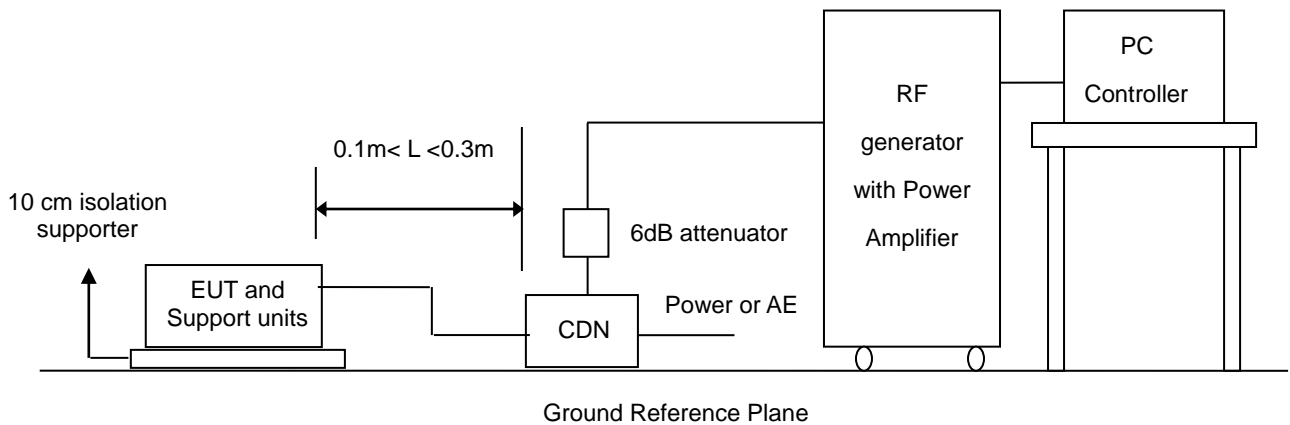 PC
Controller
RF
generator
with Power
Amplifier
0.1m< L <0.3m
10 cm isolation
supporter
6dB attenuator
EUT and
Support units
CDN
Power or AE
Ground Reference Plane